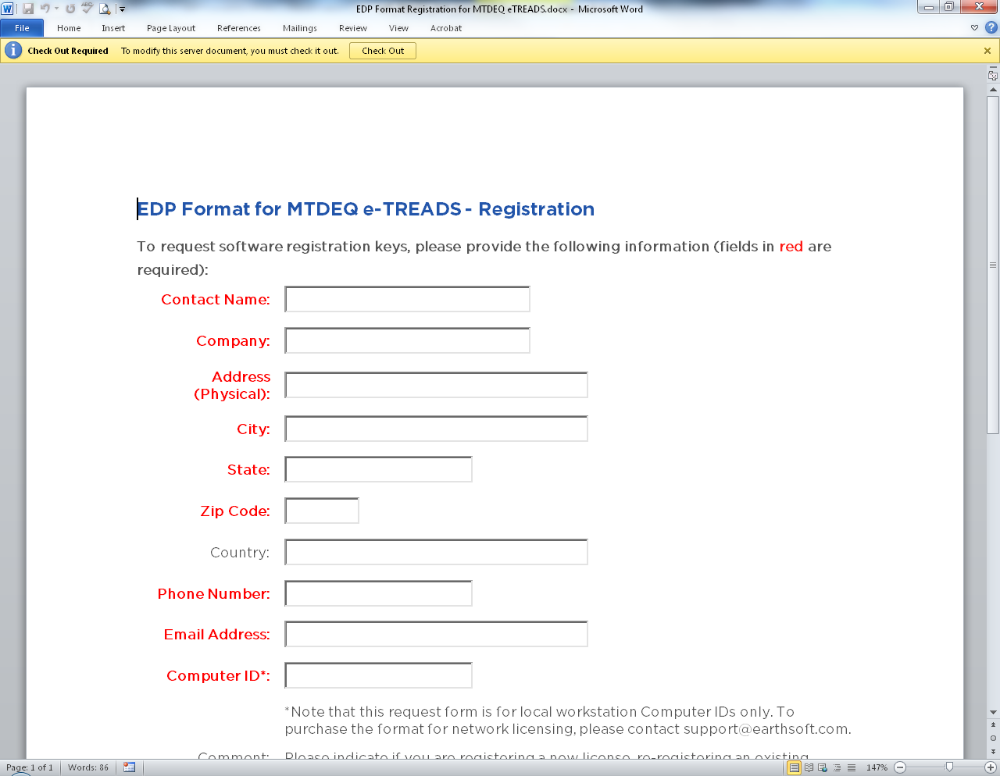 EDP Format Registration for MTDEQ eTREADS.docx - Microsoft Word
File Home Insert Page Layout References Mailings Review View Acrobat
Check Out Required To modify this server document, you must check it out. Check Out
EDP Format for MTDEQ e-TREADS - Registration
To request software registration keys, please provide the following information (fields in red are
required):
Contact Name:
Company:
Address
(Physical):
City:
State:
Zip Code:
Country:
Phone Number:
Email Address:
Computer ID*:
*Note that this request form is for local workstation Computer IDs only. To
purchase the format for network licensing, please contact support@earthsoft.com.
Comment: Please indicate if you are registering a new license, re-registering an existing
Page: 1 of 1 Words: 86 147%